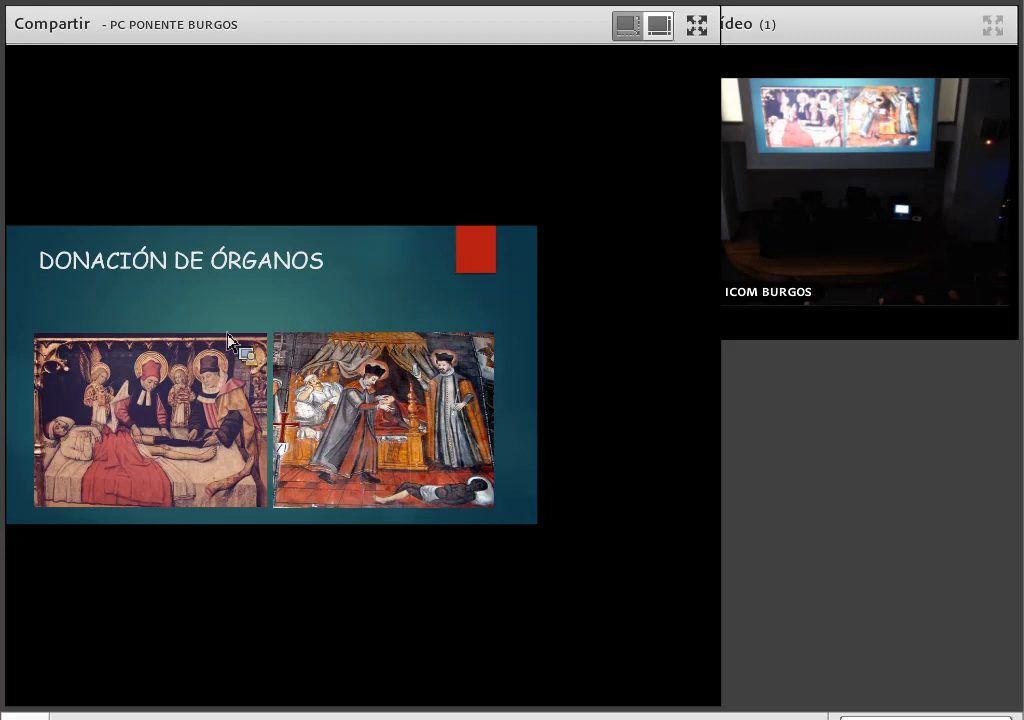 Compartir - PC PONENTE BURGOS
ídeo (1)
ICOM BURGOS
DONACIÓN DE ÓRGANOS